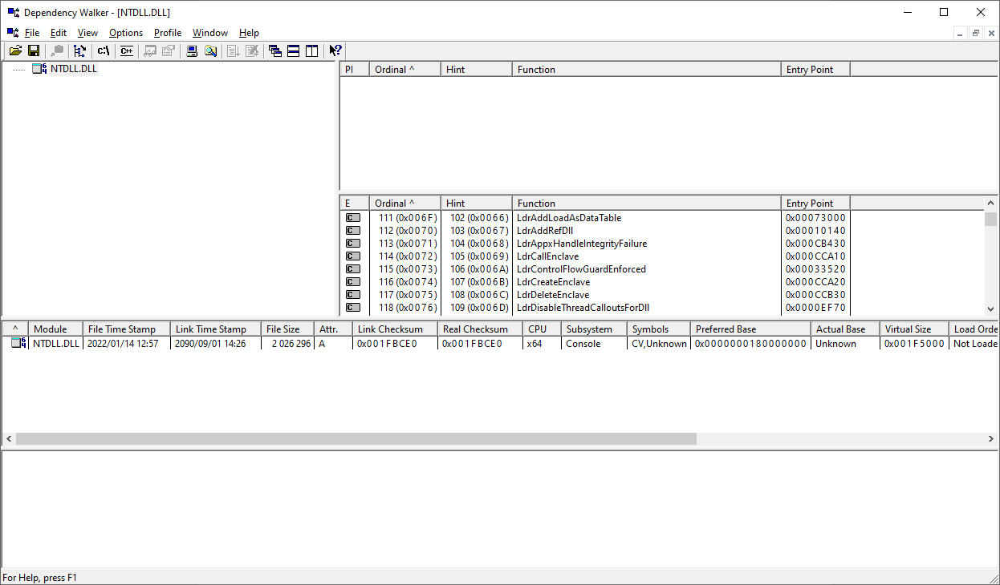 Dependency Walker - [NTDLL.DLL]
File Edit View Options Profile Window Help
c:\ C++
NTDLL.DLL
PI Ordinal ^ Hint Function Entry Point
E Ordinal ^ Hint Function Entry Point
C 111 (0x006F) 102 (0x0066) LdrAddLoadAsDataTable 0x00073000
C 112 (0x0070) 103 (0x0067) LdrAddRefDll 0x00010140
C 113 (0x0071) 104 (0x0068) LdrAppxHandleIntegrityFailure 0x000CB430
C 114 (0x0072) 105 (0x0069) LdrCallEnclave 0x000CCA10
C 115 (0x0073) 106 (0x006A) LdrControlFlowGuardEnforced 0x00033520
C 116 (0x0074) 107 (0x006B) LdrCreateEnclave 0x000CCA20
C 117 (0x0075) 108 (0x006C) LdrDeleteEnclave 0x000CCB30
C 118 (0x0076) 109 (0x006D) LdrDisableThreadCalloutsForDll 0x0000EF70
^ Module File Time Stamp Link Time Stamp File Size Attr. Link Checksum Real Checksum CPU Subsystem Symbols Preferred Base Actual Base Virtual Size Load Orde
64 NTDLL.DLL 2022/01/14 12:57 2090/09/01 14:26 2 026 296 A 0x001FBCE0 0x001FBCE0 x64 Console CV,Unknown 0x0000000180000000 Unknown 0x001F5000 Not Loade
For Help, press F1